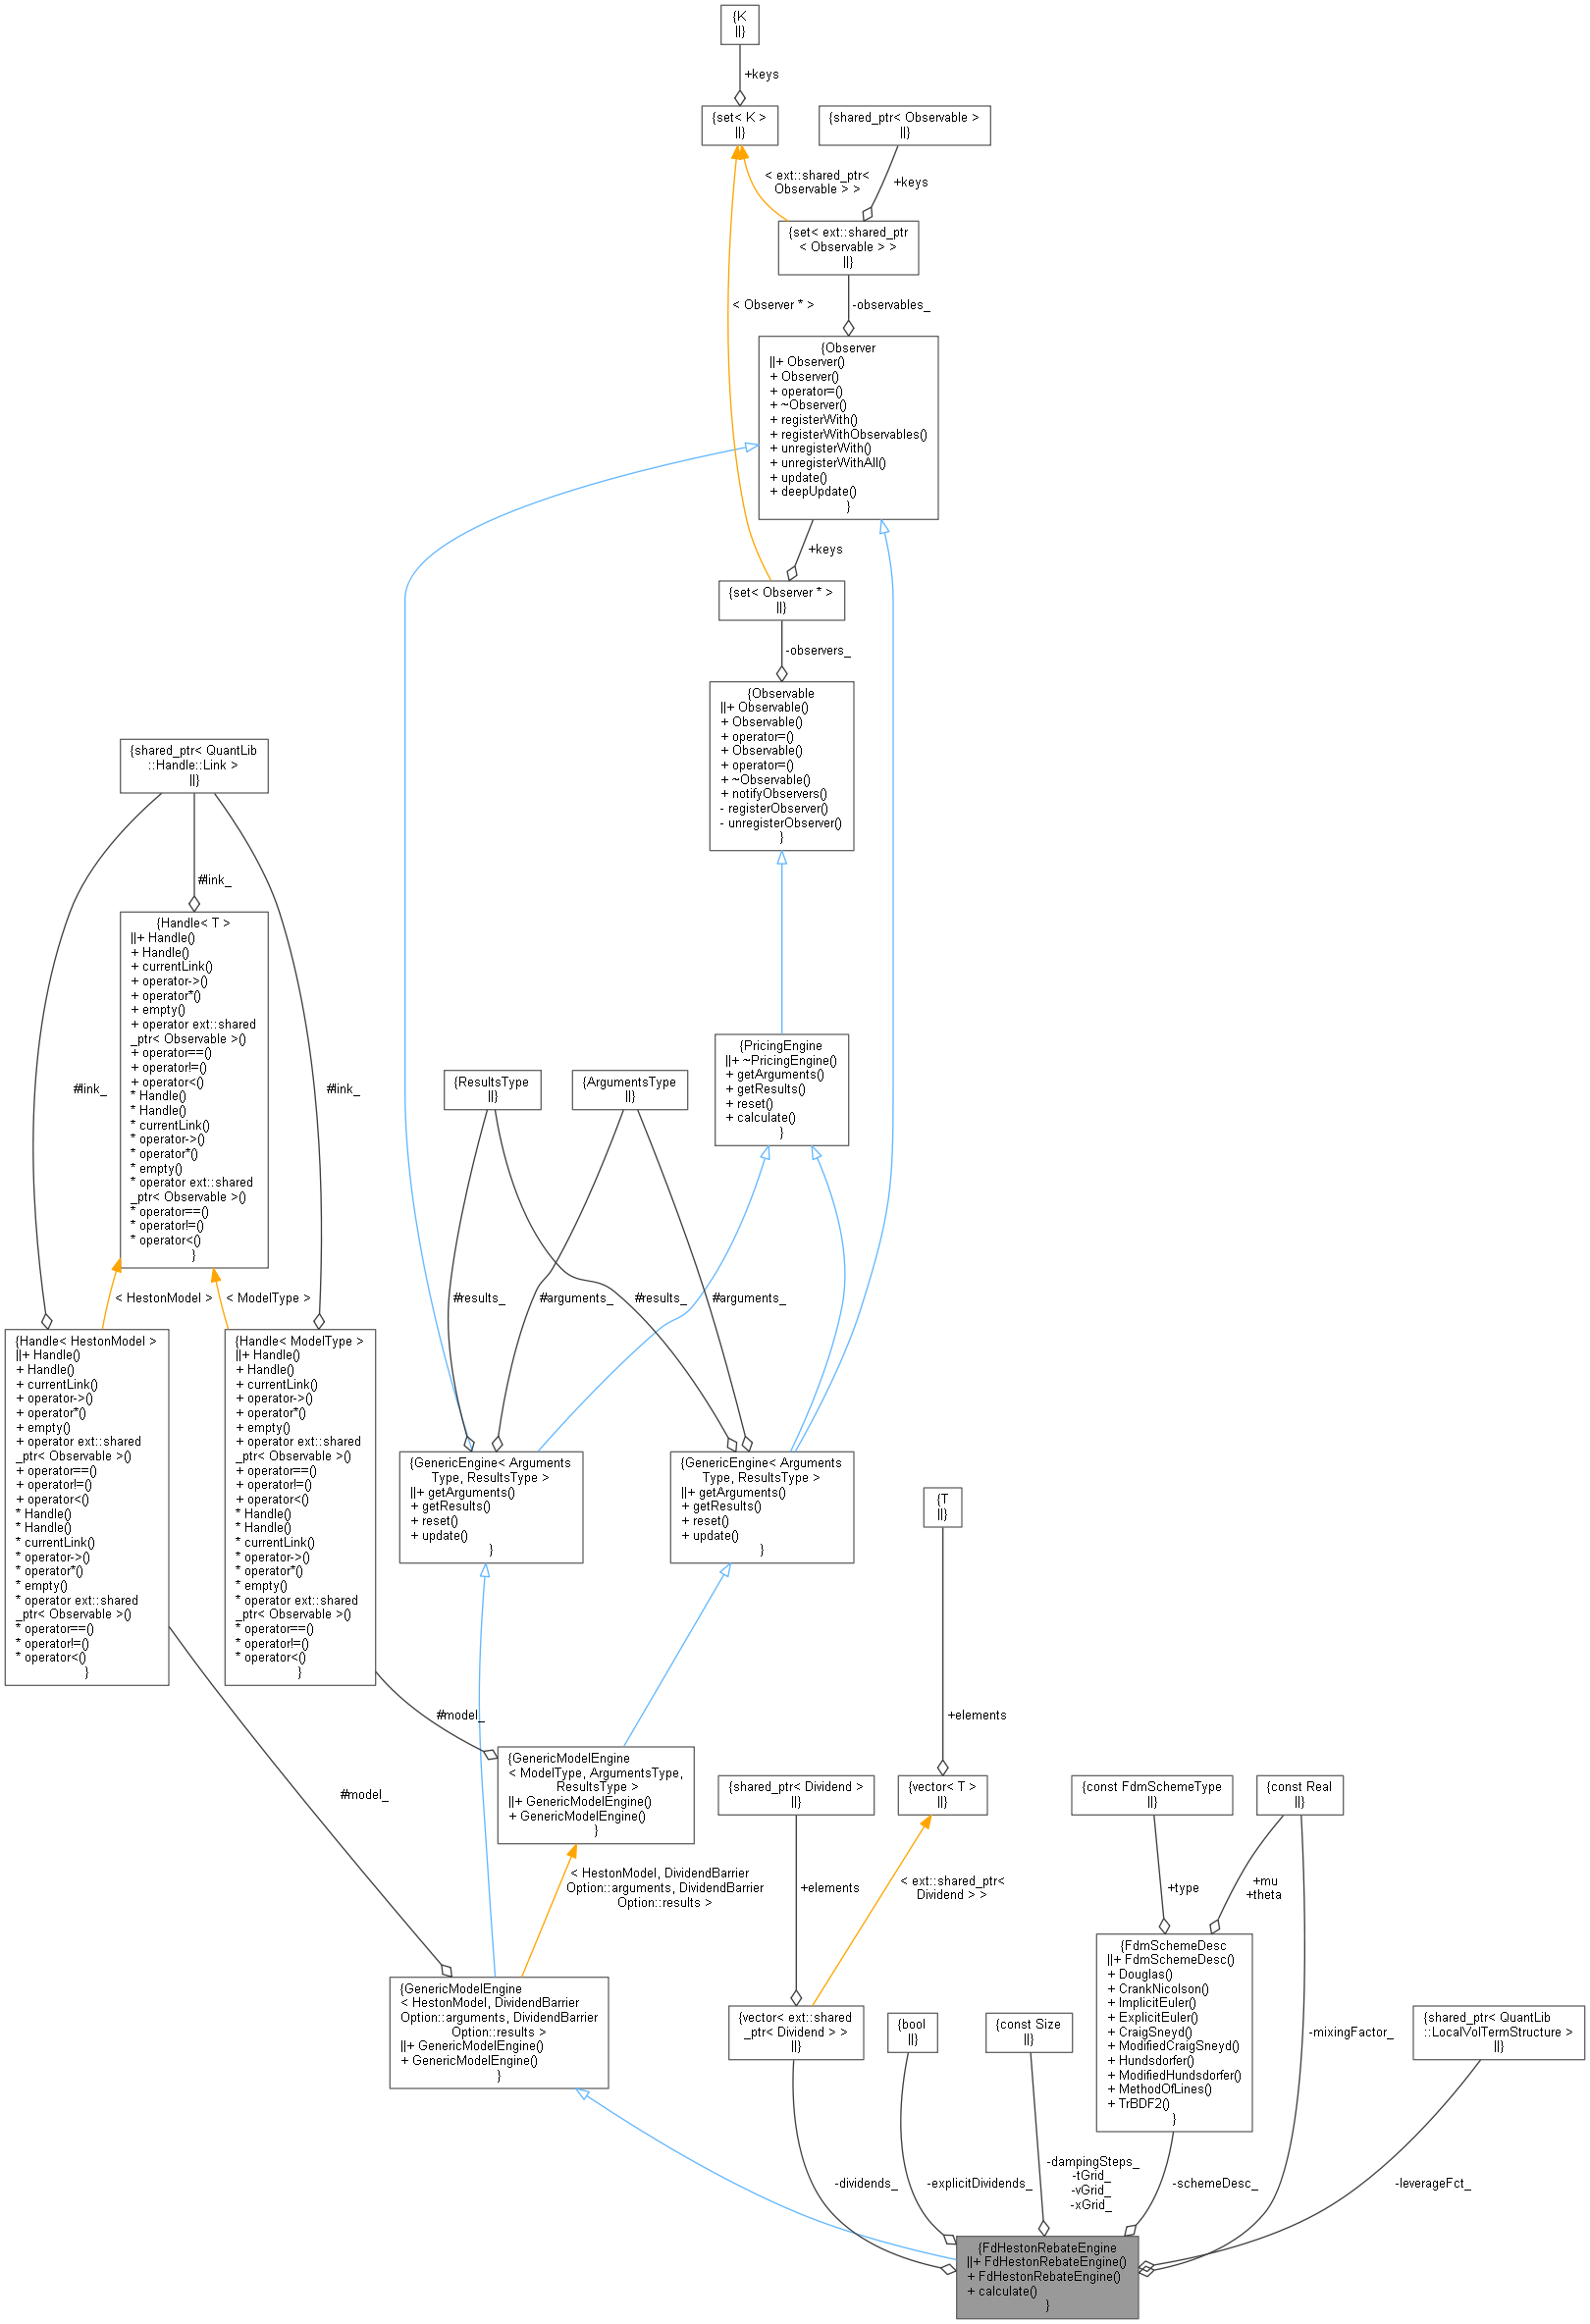 {K
||}
+keys
{set< K >
||}
{shared_ptr< Observable >
||}
< ext::shared_ptr<
Observable > >
+keys
{set< ext::shared_ptr
< Observable > >
||}
< Observer * >
-observables_
{Observer
||+ Observer()
+ Observer()
+ operator=()
+ ~Observer()
+ registerWith()
+ registerWithObservables()
+ unregisterWith()
+ unregisterWithAll()
+ update()
+ deepUpdate()
}
+keys
{set< Observer * >
||}
-observers_
{Observable
||+ Observable()
+ Observable()
+ operator=()
+ Observable()
+ operator=()
+ ~Observable()
+ notifyObservers()
- registerObserver()
- unregisterObserver()
}
{shared_ptr< QuantLib
::Handle::Link >
||}
#link_
{Handle< T >
||+ Handle()
+ Handle()
+ currentLink()
+ operator->()
+ operator*()
+ empty()
+ operator ext::shared
_ptr< Observable >()
+ operator==()
+ operator!=()
+ operator<()
* Handle()
* Handle()
* currentLink()
* operator->()
* operator*()
* empty()
* operator ext::shared
_ptr< Observable >()
* operator==()
* operator!=()
* operator<()
}
#link_
#link_
{PricingEngine
||+ ~PricingEngine()
+ getArguments()
+ getResults()
+ reset()
+ calculate()
}
{ResultsType
||}
{ArgumentsType
||}
< HestonModel >
< ModelType >
#results_
#arguments_
#results_
#arguments_
{Handle< HestonModel >
||+ Handle()
+ Handle()
+ currentLink()
+ operator->()
+ operator*()
+ empty()
+ operator ext::shared
_ptr< Observable >()
+ operator==()
+ operator!=()
+ operator<()
* Handle()
* Handle()
* currentLink()
* operator->()
* operator*()
* empty()
* operator ext::shared
_ptr< Observable >()
* operator==()
* operator!=()
* operator<()
}
{Handle< ModelType >
||+ Handle()
+ Handle()
+ currentLink()
+ operator->()
+ operator*()
+ empty()
+ operator ext::shared
_ptr< Observable >()
+ operator==()
+ operator!=()
+ operator<()
* Handle()
* Handle()
* currentLink()
* operator->()
* operator*()
* empty()
* operator ext::shared
_ptr< Observable >()
* operator==()
* operator!=()
* operator<()
}
{GenericEngine< Arguments
Type, ResultsType >
||+ getArguments()
+ getResults()
+ reset()
+ update()
}
{GenericEngine< Arguments
Type, ResultsType >
||+ getArguments()
+ getResults()
+ reset()
+ update()
}
{T
||}
#model_
+elements
#model_
{GenericModelEngine
< ModelType, ArgumentsType,
ResultsType >
||+ GenericModelEngine()
+ GenericModelEngine()
}
{shared_ptr< Dividend >
||}
{vector< T >
||}
{const FdmSchemeType
||}
{const Real
||}
< HestonModel, DividendBarrier
Option::arguments, DividendBarrier
Option::results >
+elements
< ext::shared_ptr<
Dividend > >
+type
+mu
+theta
{GenericModelEngine
< HestonModel, DividendBarrier
Option::arguments, DividendBarrier
Option::results >
||+ GenericModelEngine()
+ GenericModelEngine()
}
{vector< ext::shared
_ptr< Dividend > >
||}
{bool
||}
{const Size
||}
{FdmSchemeDesc
||+ FdmSchemeDesc()
+ Douglas()
+ CrankNicolson()
+ ImplicitEuler()
+ ExplicitEuler()
+ CraigSneyd()
+ ModifiedCraigSneyd()
+ Hundsdorfer()
+ ModifiedHundsdorfer()
+ MethodOfLines()
+ TrBDF2()
}
-mixingFactor_
{shared_ptr< QuantLib
::LocalVolTermStructure >
||}
-dividends_
-explicitDividends_
-dampingSteps_
-tGrid_
-vGrid_
-xGrid_
-schemeDesc_
-leverageFct_
{FdHestonRebateEngine
||+ FdHestonRebateEngine()
+ FdHestonRebateEngine()
+ calculate()
}